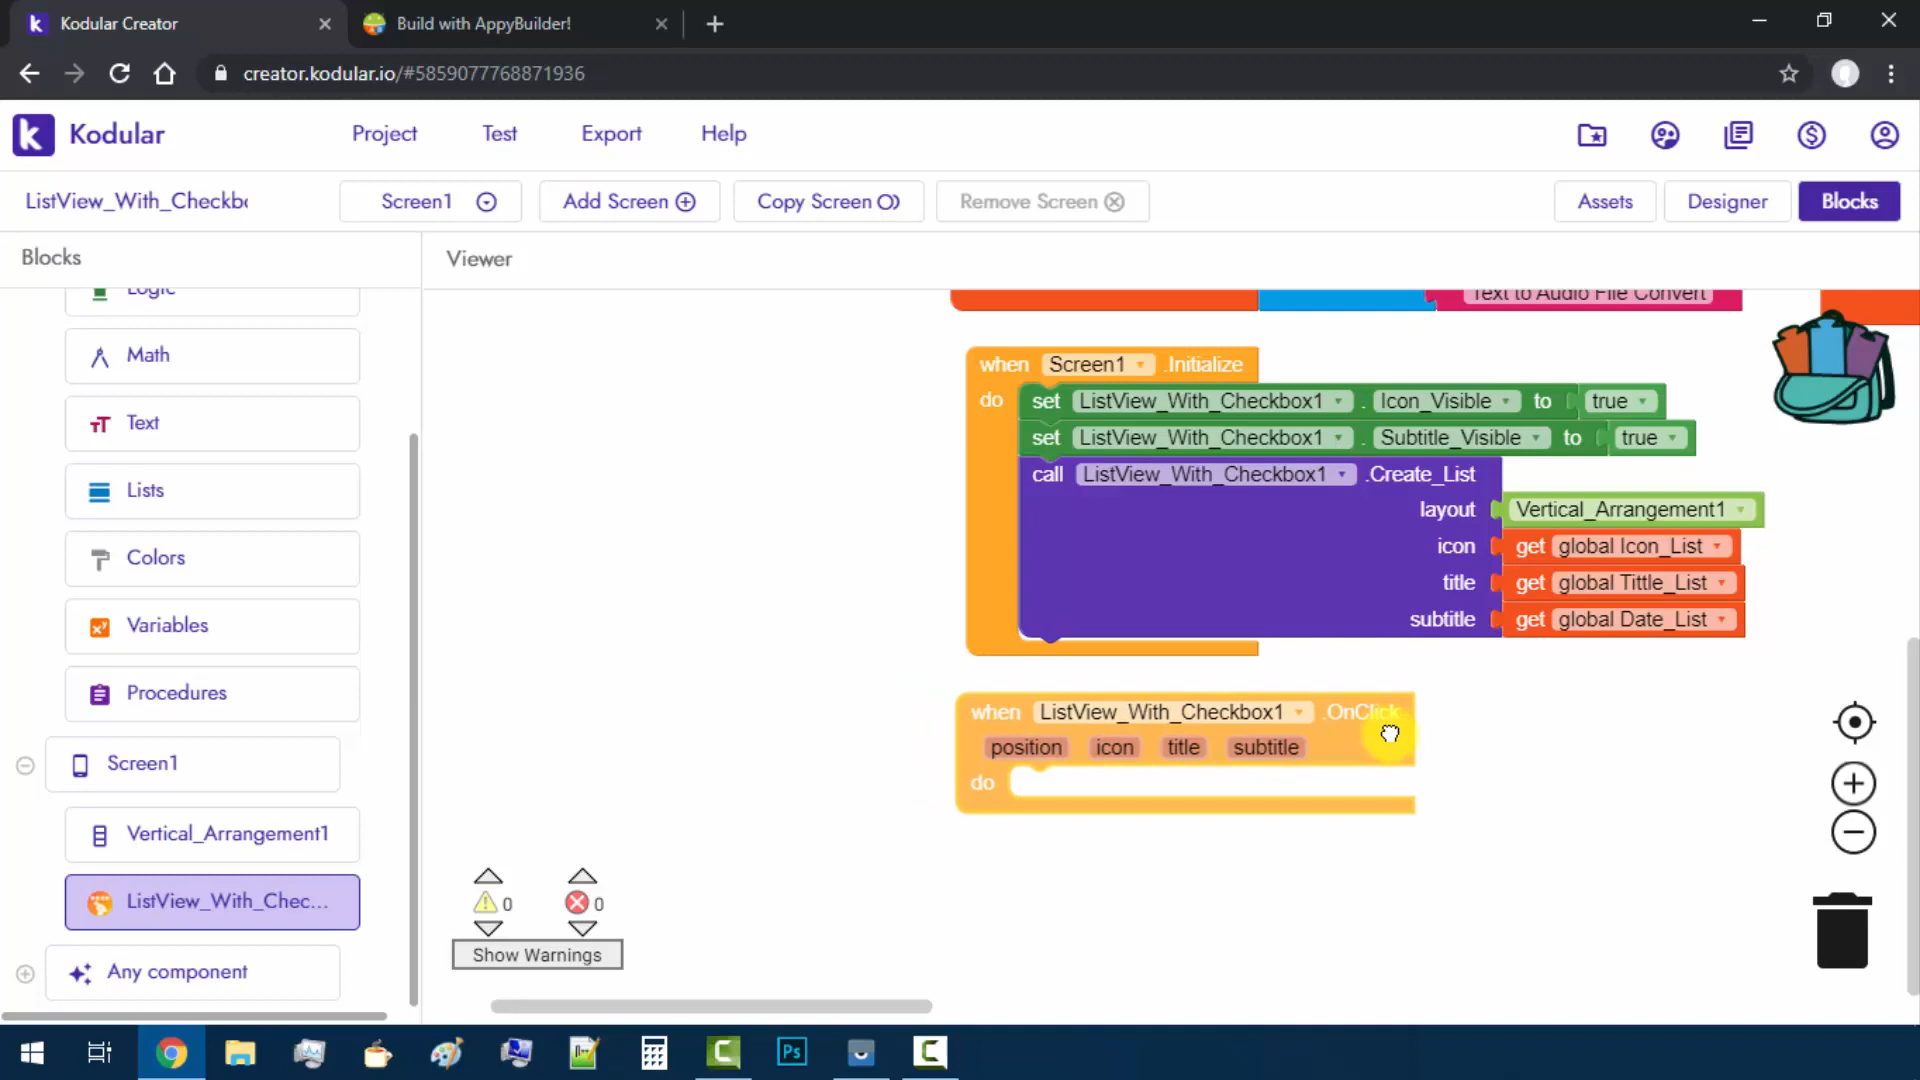 Kodular Creator
Build with AppyBuilder!
creator.kodular.io/#5859077768871936
Kodular
Project
Test
Export
Help
ListView_With_Checkbo
Screen1
Add Screen
Copy Screen
Remove Screen
Assets
Designer
Blocks
Blocks
Viewer
Logic
Math
Text
Lists
Colors
Variables
Procedures
Screen1
Vertical_Arrangement1
ListView_With_Chec...
Any component
Text to Audio File Convert
when Screen1 .Initialize
do set ListView_With_Checkbox1 . Icon_Visible to true
set ListView_With_Checkbox1 . Subtitle_Visible to true
call ListView_With_Checkbox1 .Create_List
layout Vertical_Arrangement1
icon get global Icon_List
title get global Tittle_List
subtitle get global Date_List
when ListView_With_Checkbox1 .OnClick
position icon title subtitle
do
0 0
Show Warnings
Ps